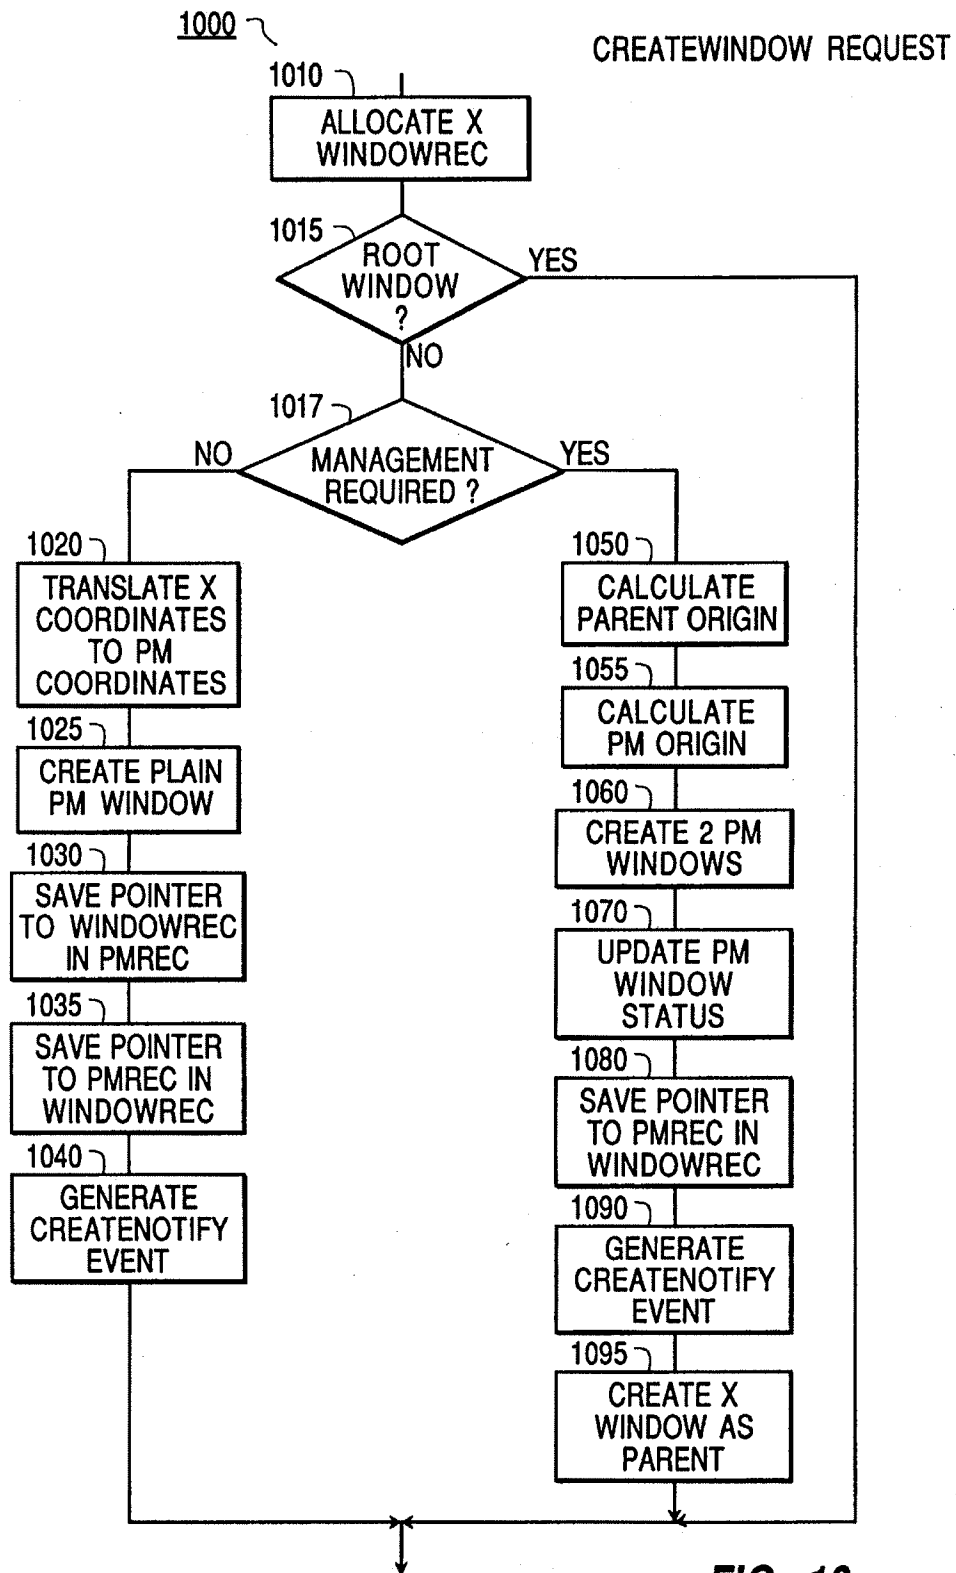 1000
CREATEWINDOW REQUEST
1010
ALLOCATE X
WINDOWREC
1015
ROOT
WINDOW
?
YES
NO
1017
MANAGEMENT
REQUIRED ?
NO
YES
1020
TRANSLATE X
COORDINATES
TO PM
COORDINATES
1025
CREATE PLAIN
PM WINDOW
1030
SAVE POINTER
TO WINDOWREC
IN PMREC
1035
SAVE POINTER
TO PMREC IN
WINDOWREC
1040
GENERATE
CREATENOTIFY
EVENT
1050
CALCULATE
PARENT ORIGIN
1055
CALCULATE
PM ORIGIN
1060
CREATE 2 PM
WINDOWS
1070
UPDATE PM
WINDOW
STATUS
1080
SAVE POINTER
TO PMREC IN
WINDOWREC
1090
GENERATE
CREATENOTIFY
EVENT
1095
CREATE X
WINDOW AS
PARENT